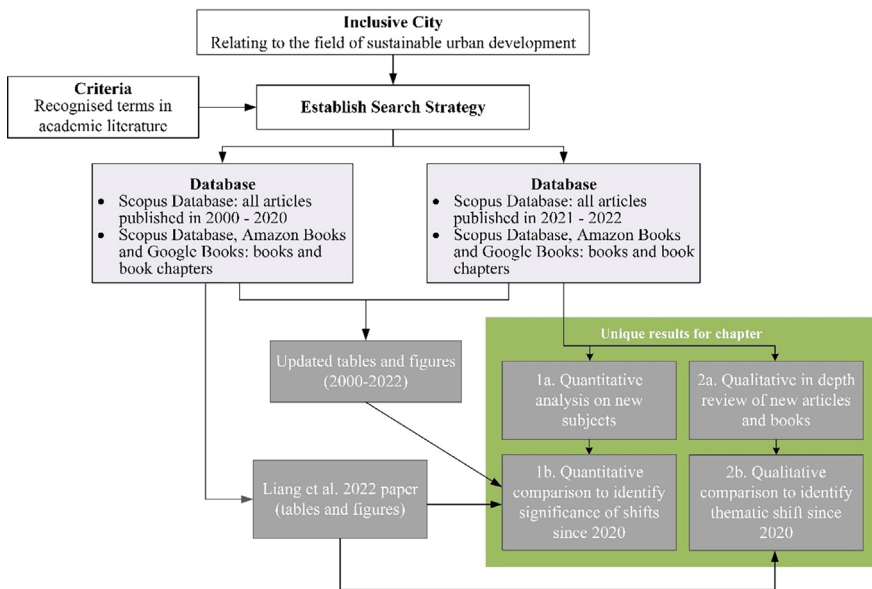 Inclusive City
Relating to the field of sustainable urban development
Criteria
Recognised terms in
academic literature
Establish Search Strategy
Database
• Scopus Database: all articles
published in 2000 - 2020
• Scopus Database, Amazon Books
and Google Books: books and
book chapters
Database
• Scopus Database: all articles
published in 2021 - 2022
• Scopus Database, Amazon Books
and Google Books: books and book
chapters
Unique results for chapter
Updated tables and figures
(2000-2022)
1a. Quantitative
analysis on new
subjects
2a. Qualitative in depth
review of new articles
and books
Liang et al. 2022 paper
(tables and figures)
1b. Quantitative
comparison to identify
significance of shifts
since 2020
2b. Qualitative
comparison to identify
thematic shift since
2020